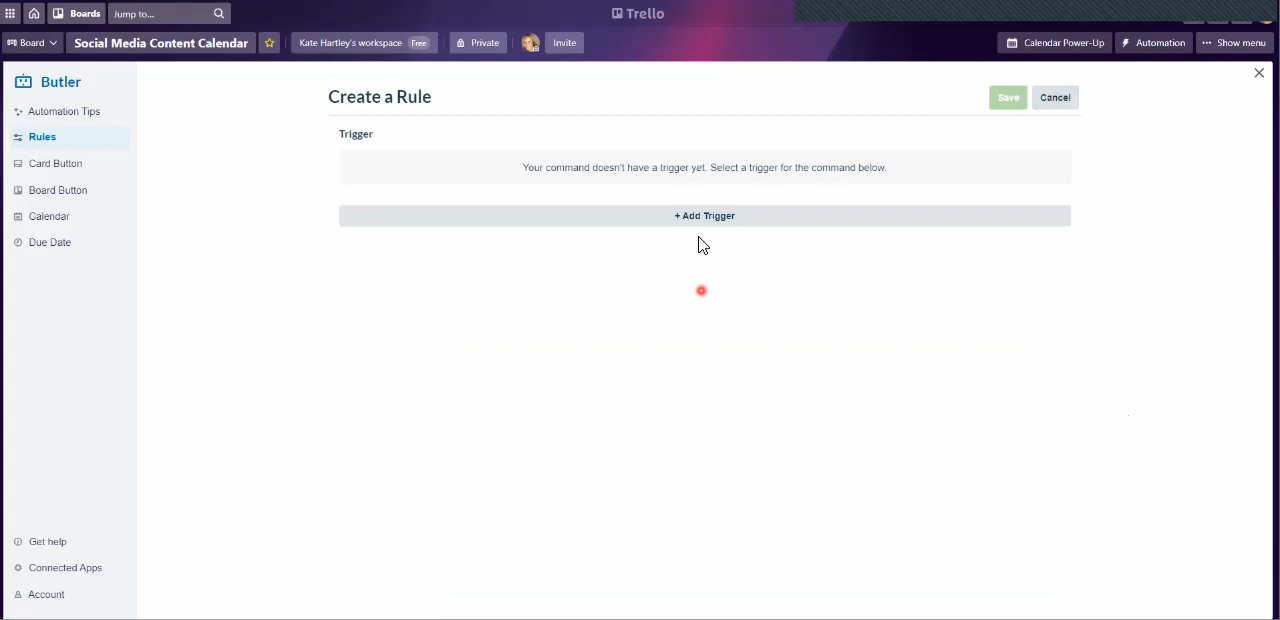 Boards Jump to... Trello
Board Social Media Content Calendar Kate Hartley's workspace Free Private Invite Calendar Power-Up Automation ··· Show menu
Butler
Automation Tips
Rules
Card Button
Board Button
Calendar
Due Date
Get help
Connected Apps
Account
Create a Rule Save Cancel
Trigger
Your command doesn't have a trigger yet. Select a trigger for the command below.
+ Add Trigger